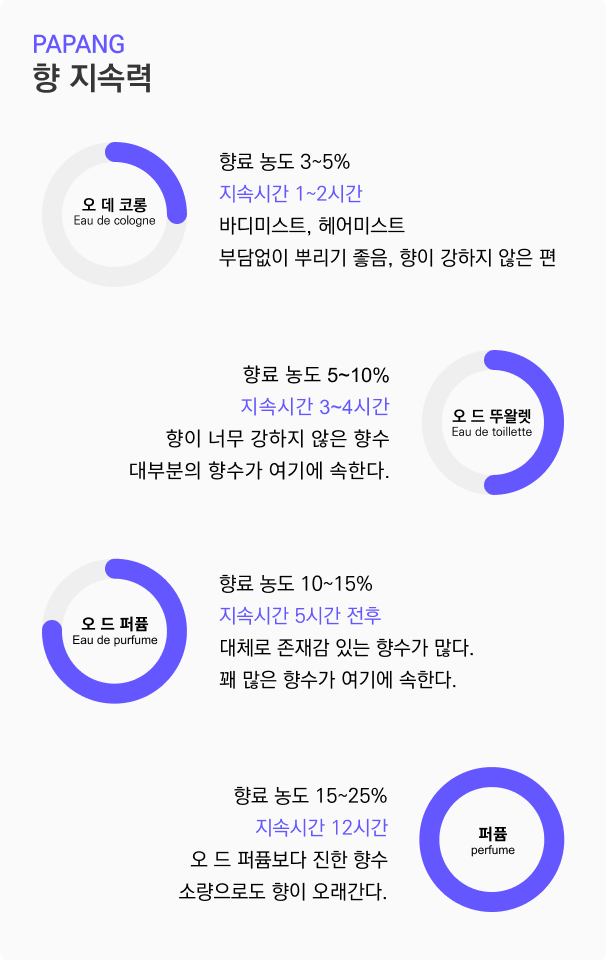 PAPANG
향 지속력
오 데 코롱
Eau de cologne
향료 농도 3~5%
지속시간 1~2시간
바디미스트, 헤어미스트
부담없이 뿌리기 좋음, 향이 강하지 않은 편
향료 농도 5~10%
지속시간 3~4시간
향이 너무 강하지 않은 향수
대부분의 향수가 여기에 속한다.
오 드 뚜왈렛
Eau de toillette
오 드 퍼퓸
Eau de purfume
향료 농도 10~15%
지속시간 5시간 전후
대체로 존재감 있는 향수가 많다.
꽤 많은 향수가 여기에 속한다.
향료 농도 15~25%
지속시간 12시간
오 드 퍼퓸보다 진한 향수
소량으로도 향이 오래간다.
퍼퓸
perfume